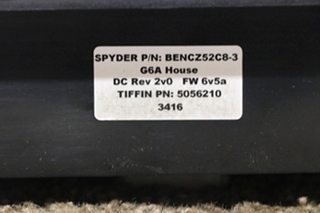 SPYDER P/N: BENCZ52C8-3
G6A House
DC Rev 2v0 FW 6v5a
TIFFIN PN: 5056210
3416